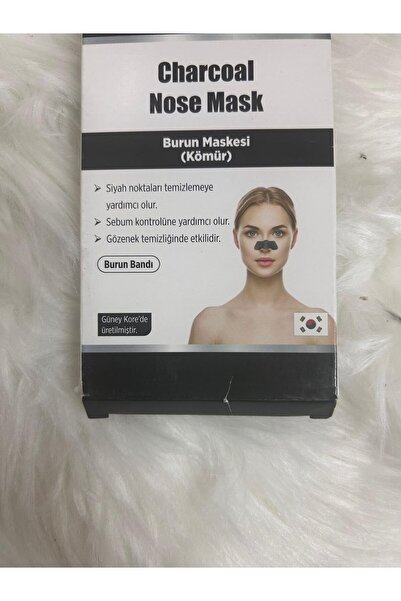 Charcoal
Nose Mask
Burun Maskesi
(Kömür)
Siyah noktaları temizlemeye
yardımcı olur.
Sebum kontrolüne yardımcı olur.
Gözenek temizliğinde etkilidir.
Burun Bandı
Güney Kore'de
üretilmiştir.